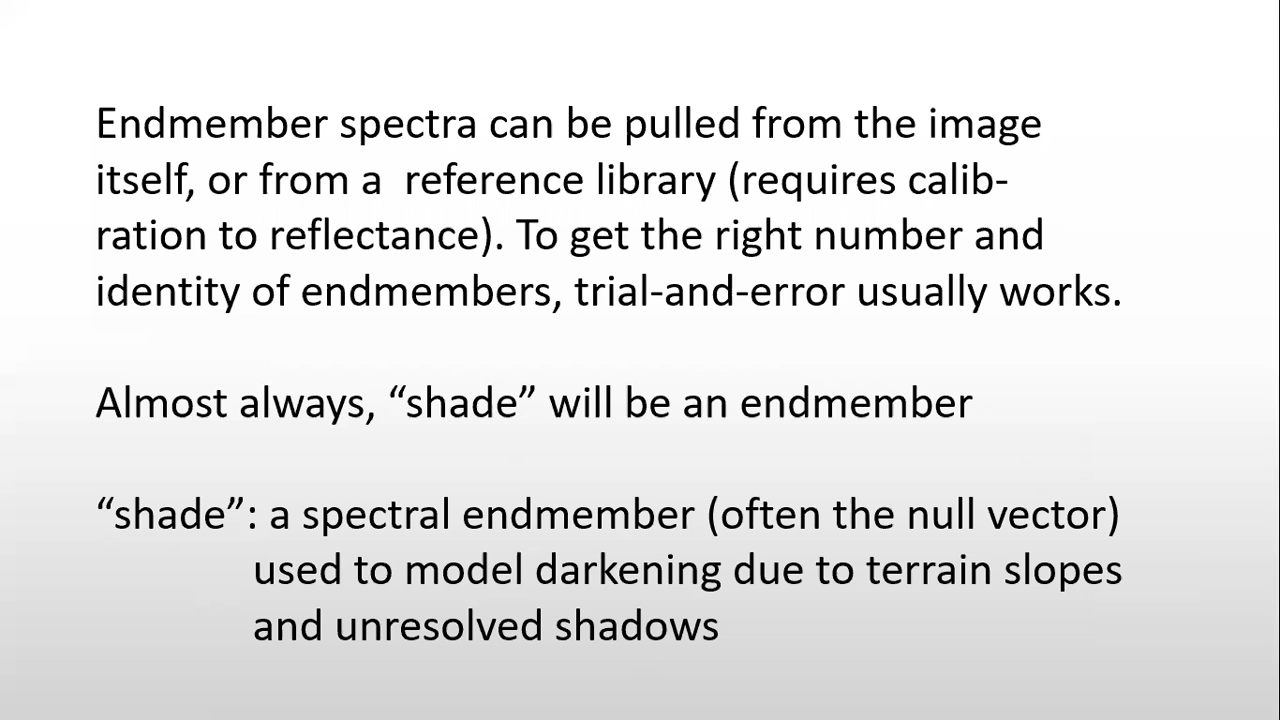 Endmember spectra can be pulled from the image
itself, or from a  reference library (requires calib-
ration to reflectance). To get the right number and
identity of endmembers, trial-and-error usually works.
Almost always, “shade” will be an endmember
“shade”: a spectral endmember (often the null vector)
used to model darkening due to terrain slopes
and unresolved shadows